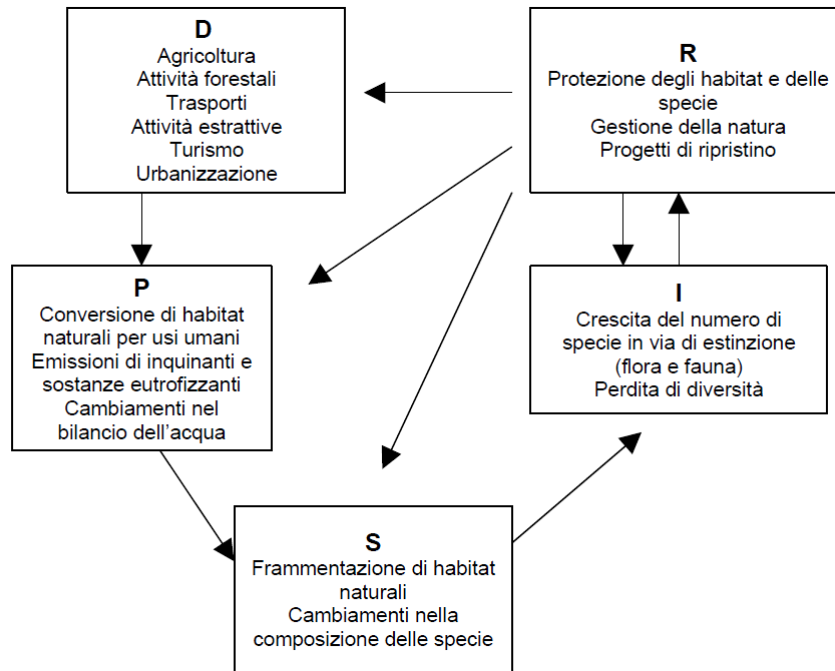 D
Agricoltura
Attività forestali
Trasporti
Attività estrattive
Turismo
Urbanizzazione
R
Protezione degli habitat e delle
specie
Gestione della natura
Progetti di ripristino
P
Conversione di habitat
naturali per usi umani
Emissioni di inquinanti e
sostanze eutrofizzanti
Cambiamenti nel
bilancio dell'acqua
I
Crescita del numero di
specie in via di estinzione
(flora e fauna)
Perdita di diversità
S
Frammentazione di habitat
naturali
Cambiamenti nella
composizione delle specie